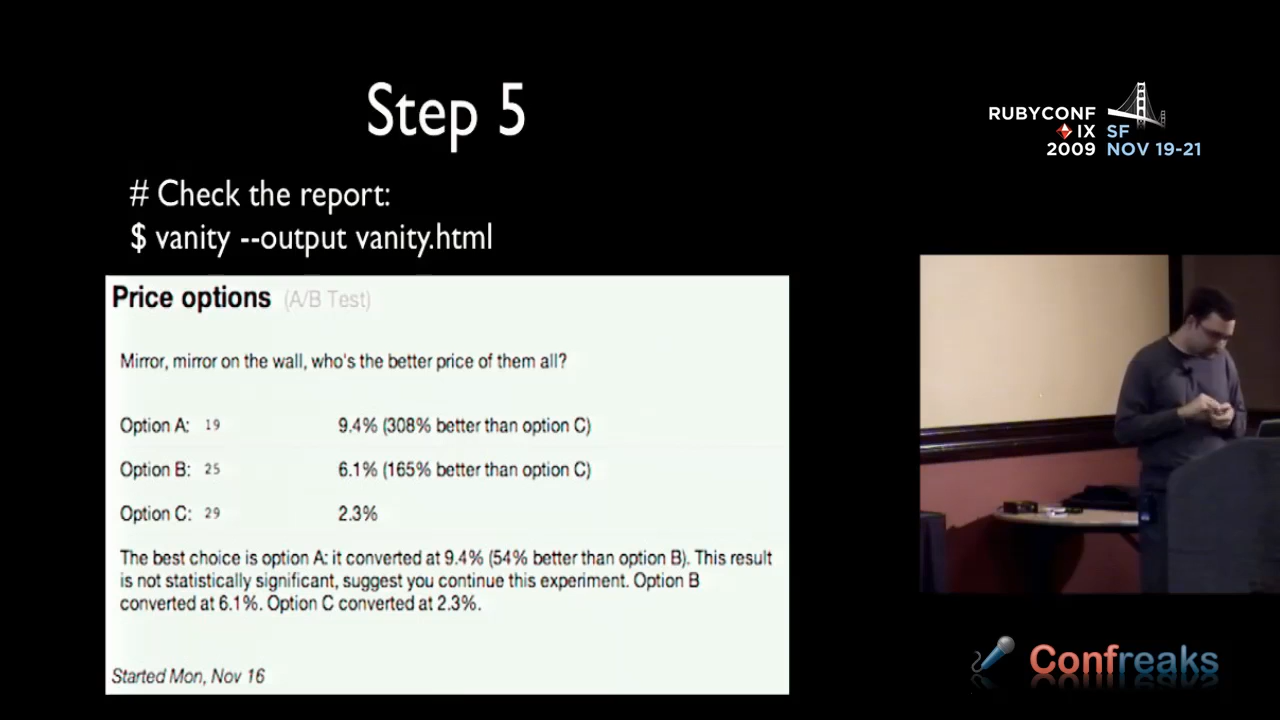 Step 5
RUBYCONF
IX SF
2009 NOV 19-21
# Check the report:
$ vanity --output vanity.html
Price options (A/B Test)
Mirror, mirror on the wall, who's the better price of them all?
Option A: 19 9.4% (308% better than option C)
Option B: 25 6.1% (165% better than option C)
Option C: 29 2.3%
The best choice is option A: it converted at 9.4% (54% better than option B). This result
is not statistically significant, suggest you continue this experiment. Option B
converted at 6.1%. Option C converted at 2.3%.
Started Mon, Nov 16
Confreaks